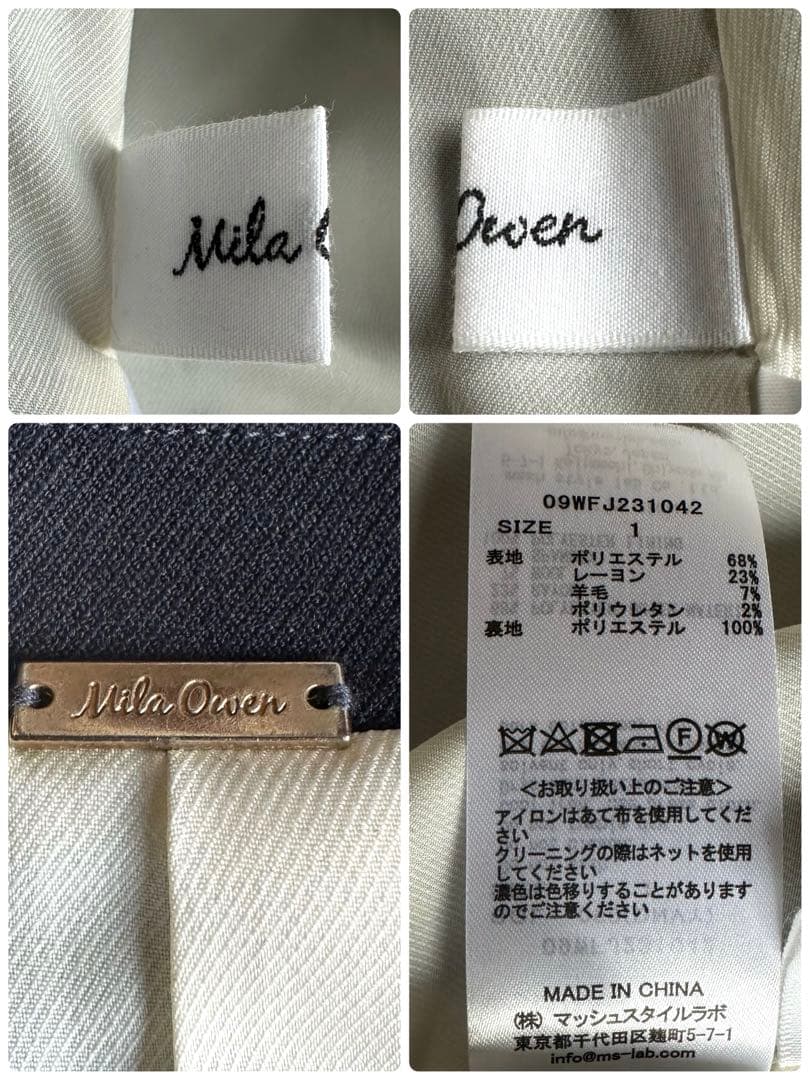 Mila
Owen
Mila Owen
09WFJ231042
SIZE 1
表地 ポリエステル 68%
レーヨン 23%
羊毛 7%
ポリウレタン 2%
裏地 ポリエステル 100%
F W
＜お取り扱い上のご注意＞
アイロンはあて布を使用してくだ
さい
クリーニングの際はネットを使用
してください
濃色は色移りすることがあります
のでご注意ください
MADE IN CHINA
(株) マッシュスタイルラボ
東京都千代田区麹町5-7-1
info@ms-lab.com